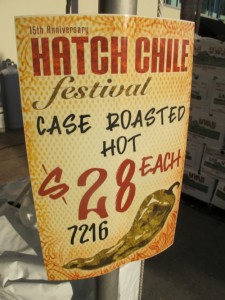 15th Anniversary
HATCH CHILE
festival
CASE ROASTED
HOT
$28 EACH
7216